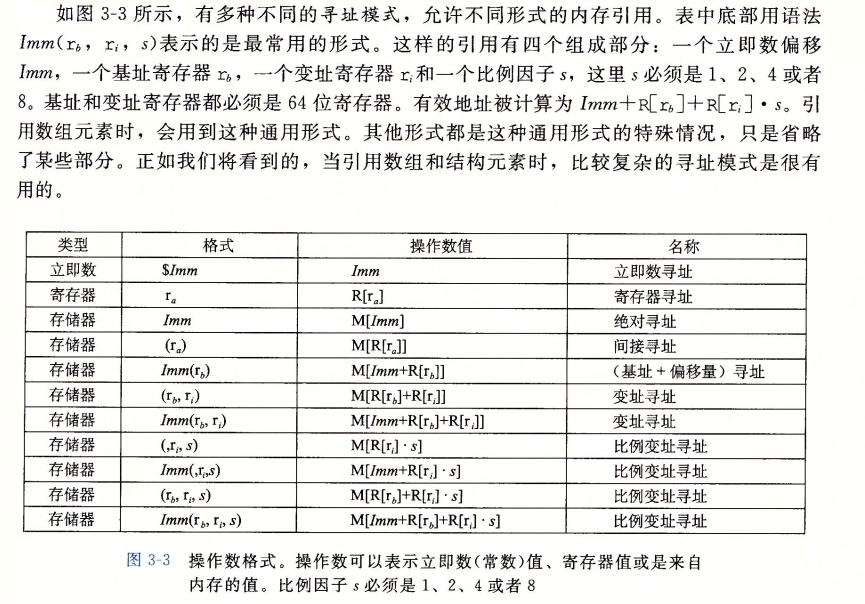 如图 3-3 所示，有多种不同的寻址模式，允许不同形式的内存引用。表中底部用语法
Imm(r_b, r_i, s)表示的是最常用的形式。这样的引用有四个组成部分：一个立即数偏移
Imm，一个基址寄存器 r_b，一个变址寄存器 r_i和一个比例因子 s，这里 s 必须是 1、2、4 或者
8。基址和变址寄存器都必须是 64 位寄存器。有效地址被计算为 Imm＋R[r_b]＋R[r_i]·s。引
用数组元素时，会用到这种通用形式。其他形式都是这种通用形式的特殊情况，只是省略
了某些部分。正如我们将看到的，当引用数组和结构元素时，比较复杂的寻址模式是很有
用的。
类型 格式 操作数值 名称
立即数 $Imm Imm 立即数寻址
寄存器 r_a R[r_a] 寄存器寻址
存储器 Imm M[Imm] 绝对寻址
存储器 (r_a) M[R[r_a]] 间接寻址
存储器 Imm(r_b) M[Imm+R[r_b]] （基址+偏移量）寻址
存储器 (r_b, r_i) M[R[r_b]+R[r_i]] 变址寻址
存储器 Imm(r_b, r_i) M[Imm+R[r_b]+R[r_i]] 变址寻址
存储器 (,r_i, s) M[R[r_i]·s] 比例变址寻址
存储器 Imm(,r_i,s) M[Imm+R[r_i]·s] 比例变址寻址
存储器 (r_b, r_i, s) M[R[r_b]+R[r_i]·s] 比例变址寻址
存储器 Imm(r_b, r_i, s) M[Imm+R[r_b]+R[r_i]·s] 比例变址寻址
图 3-3 操作数格式。操作数可以表示立即数(常数)值、寄存器值或是来自
内存的值。比例因子 s 必须是 1、2、4 或者 8